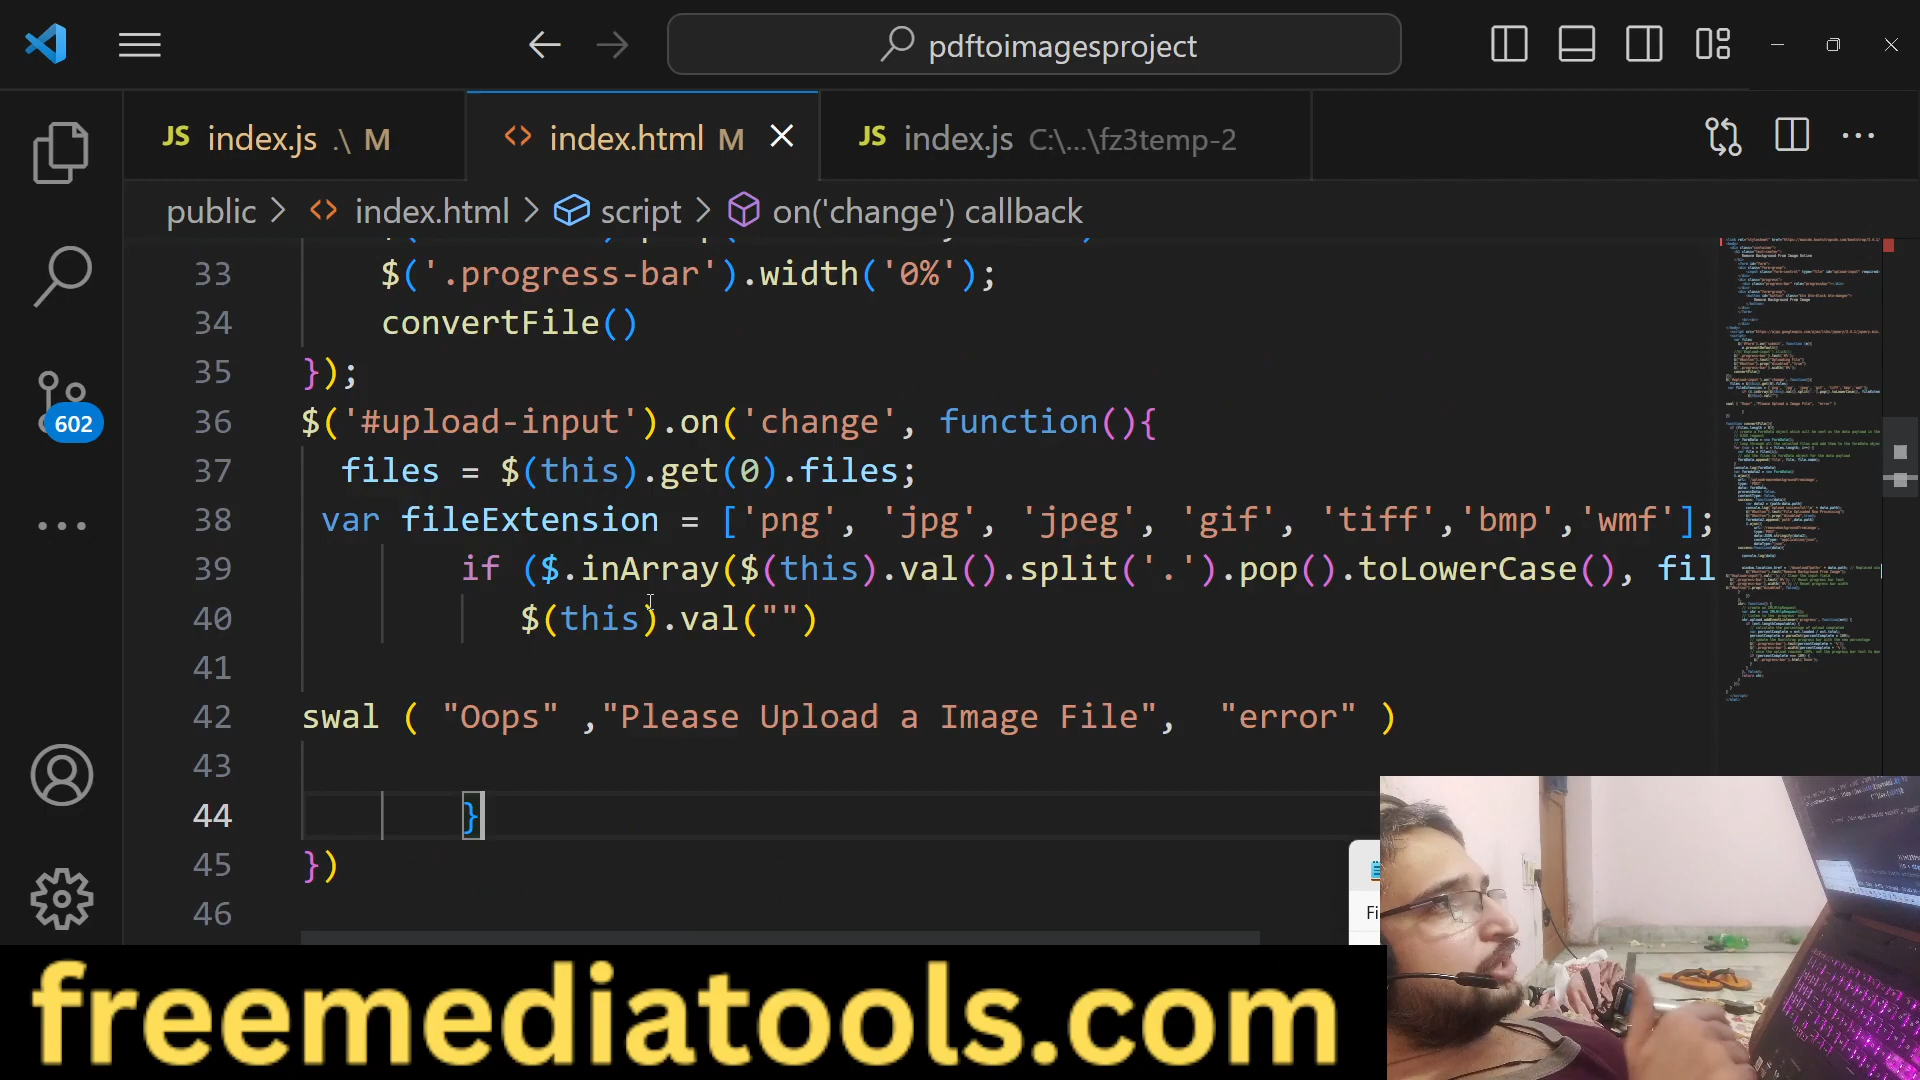 pdftoimagesproject
JS index.js .\ M
<> index.html M
JS index.js C:\...\fz3temp-2
public > <> index.html > script > on('change') callback
33 $('.progress-bar').width('0%');
34 convertFile()
35 });
36 $('#upload-input').on('change', function(){
37 files = $(this).get(0).files;
38 var fileExtension = ['png', 'jpg', 'jpeg', 'gif', 'tiff','bmp','wmf'];
39 if ($.inArray($(this).val().split('.').pop().toLowerCase(), fil
40 $(this).val("")
41
42 swal ( "Oops" ,"Please Upload a Image File", "error" )
43
44 }
45 })
46
602
Fi
freemediatools.com